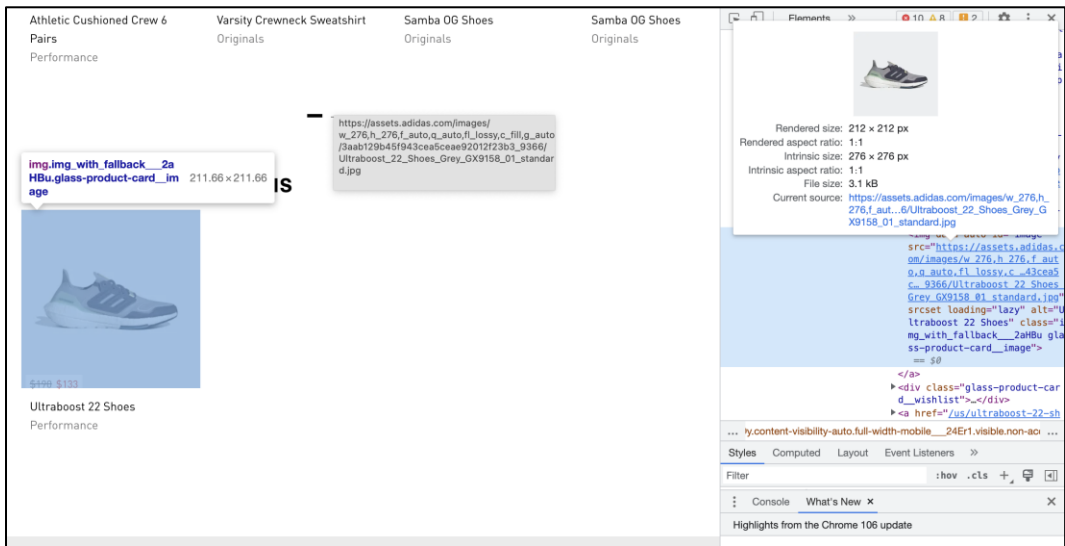 Athletic Cushioned Crew 6
Pairs
Performance
Varsity Crewneck Sweatshirt
Originals
Samba OG Shoes
Originals
Samba OG Shoes
Originals
https://assets.adidas.com/images/
w_276,h_276,f_auto,q_auto,fl_lossy,c_fill,g_auto
/3aab129b45f943cea5ceae92012f23b3_9366/
Ultraboost_22_Shoes_Grey_GX9158_01_standar
d.jpg
img.img_with_fallback___2a
HBu.glass-product-card__im
age
211.66×211.66
us
$190 $133
Ultraboost 22 Shoes
Performance
Elements »
10 8 2
Rendered size: 212 × 212 px
Rendered aspect ratio: 1:1
Intrinsic size: 276 × 276 px
Intrinsic aspect ratio: 1:1
File size: 3.1 kB
Current source: https://assets.adidas.com/images/w_276,h_
276,f_aut…6/Ultraboost_22_Shoes_Grey_G
X9158_01_standard.jpg
src="https://assets.adidas.c
om/images/w_276,h_276,f_aut
o,q_auto,fl_lossy,c_…43cea5
c…_9366/Ultraboost_22_Shoes_
Grey_GX9158_01_standard.jpg"
srcset loading="lazy" alt="U
ltraboost 22 Shoes" class="i
mg_with_fallback___2aHBu gla
ss-product-card__image">
== $0
</a>
<div class="glass-product-car
d__wishlist">…</div>
<a href="/us/ultraboost-22-sh
... y.content-visibility-auto.full-width-mobile___24Er1.visible.non-acc ...
Styles Computed Layout Event Listeners »
Filter :hov .cls +
Console What's New ×
Highlights from the Chrome 106 update